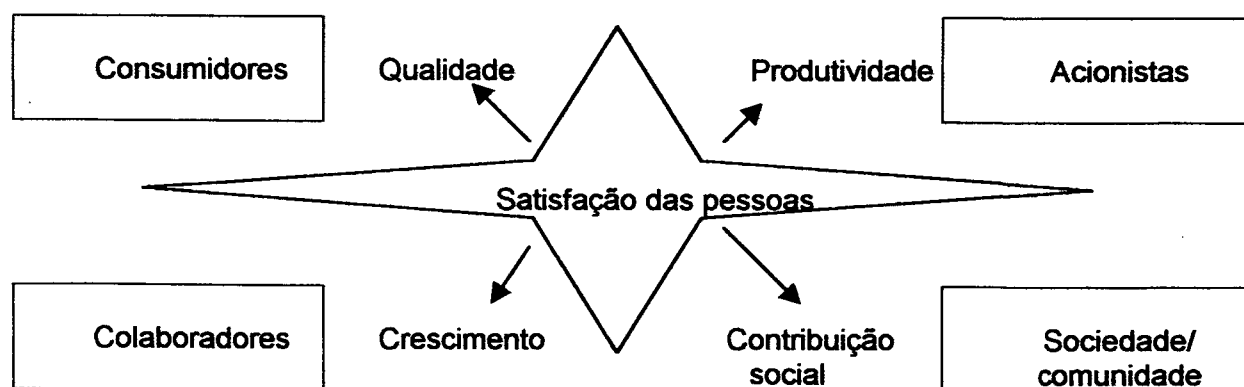 Consumidores
Qualidade
Produtividade
Acionistas
Satisfação das pessoas
Colaboradores
Crescimento
Contribuição
social
Sociedade/
comunidade